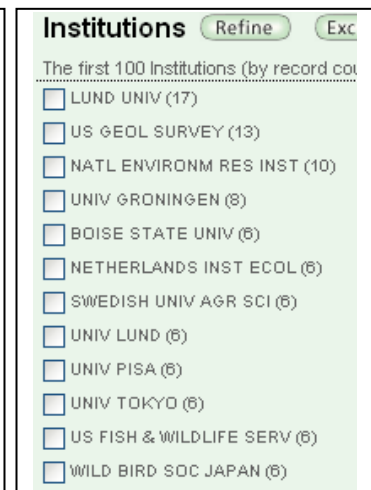 Institutions Refine Exc
The first 100 Institutions (by record cou
LUND UNIV (17)
US GEOL SURVEY (13)
NATL ENVIRONM RES INST (10)
UNIV GRONINGEN (8)
BOISE STATE UNIV (6)
NETHERLANDS INST ECOL (6)
SWEDISH UNIV AGR SCI (6)
UNIV LUND (6)
UNIV PISA (6)
UNIV TOKYO (6)
US FISH & WILDLIFE SERV (6)
WILD BIRD SOC JAPAN (6)